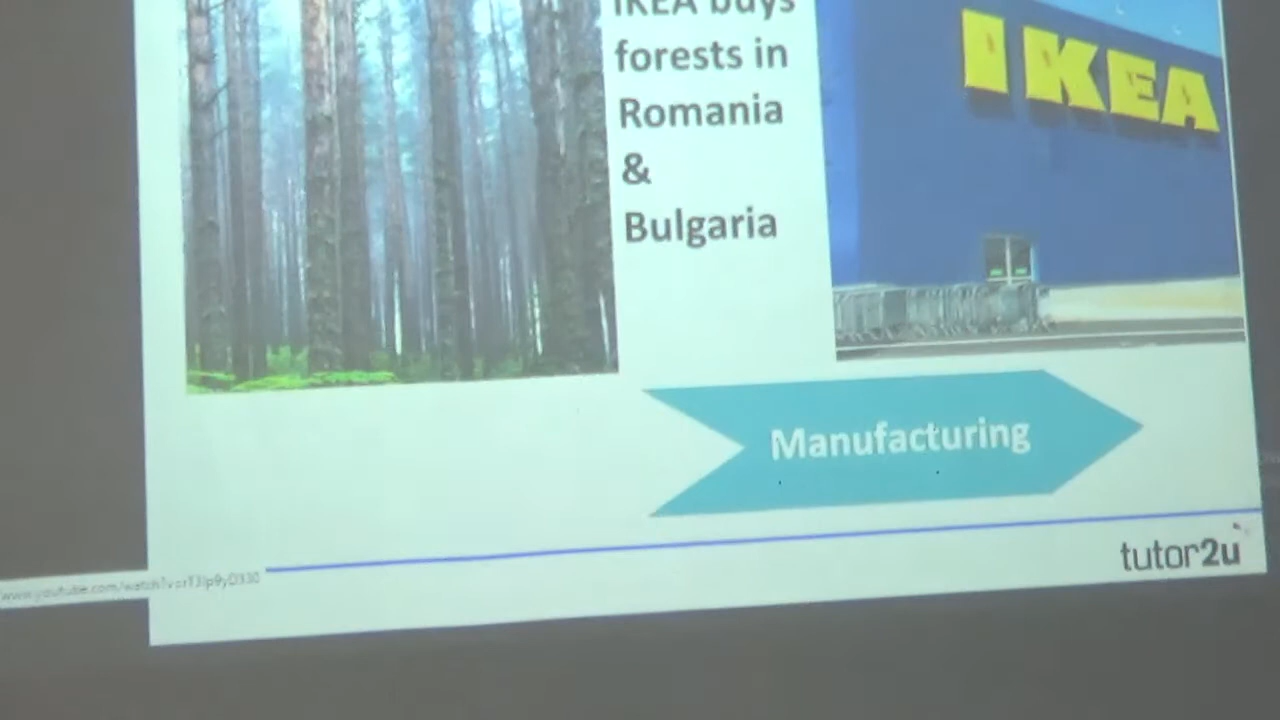 IKEA buys
forests in
Romania
&
Bulgaria
IKEA
Manufacturing
tutor2u